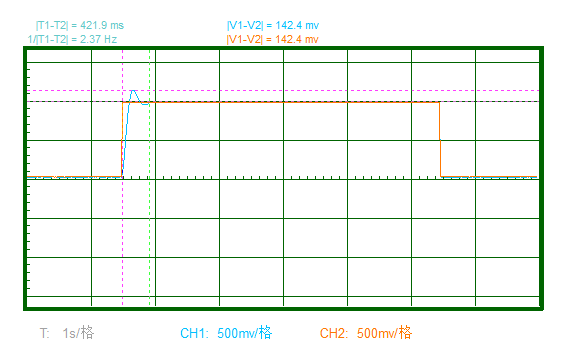 |T1-T2| = 421.9 ms |V1-V2| = 142.4 mv
1/|T1-T2| = 2.37 Hz |V1-V2| = 142.4 mv
T: 1s/格 CH1: 500mv/格 CH2: 500mv/格